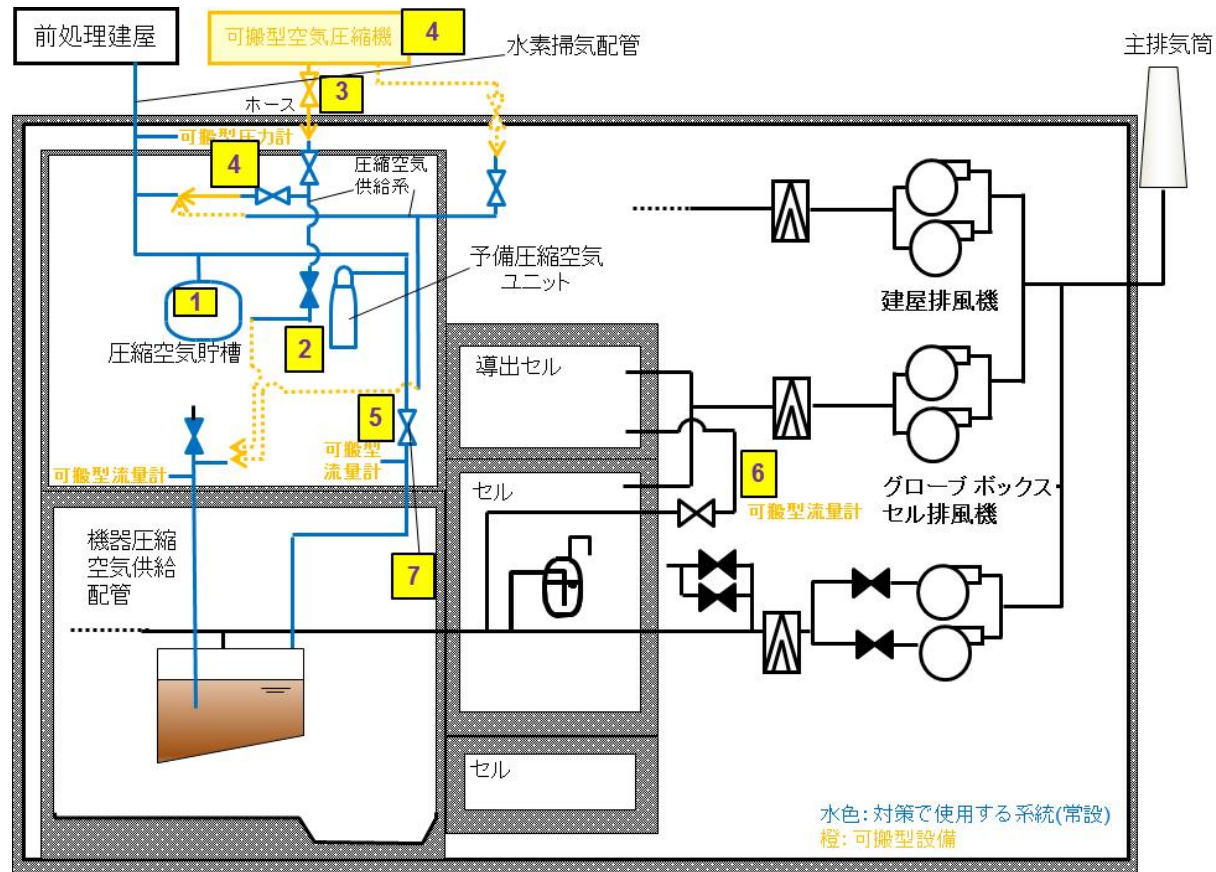 前処理建屋
可搬型空気圧縮機
4
水素掃気配管
主排気筒
3
ホース
可搬型圧力計
4
圧縮空気
供給系
予備圧縮空気
ユニット
1
圧縮空気貯槽
2
建屋排風機
導出セル
5
可搬型
流量計
可搬型流量計
セル
6
可搬型流量計
グローブ ボックス・
セル排風機
機器圧縮
空気供給
配管
7
セル
水色:対策で使用する系統(常設)
橙:可搬型設備